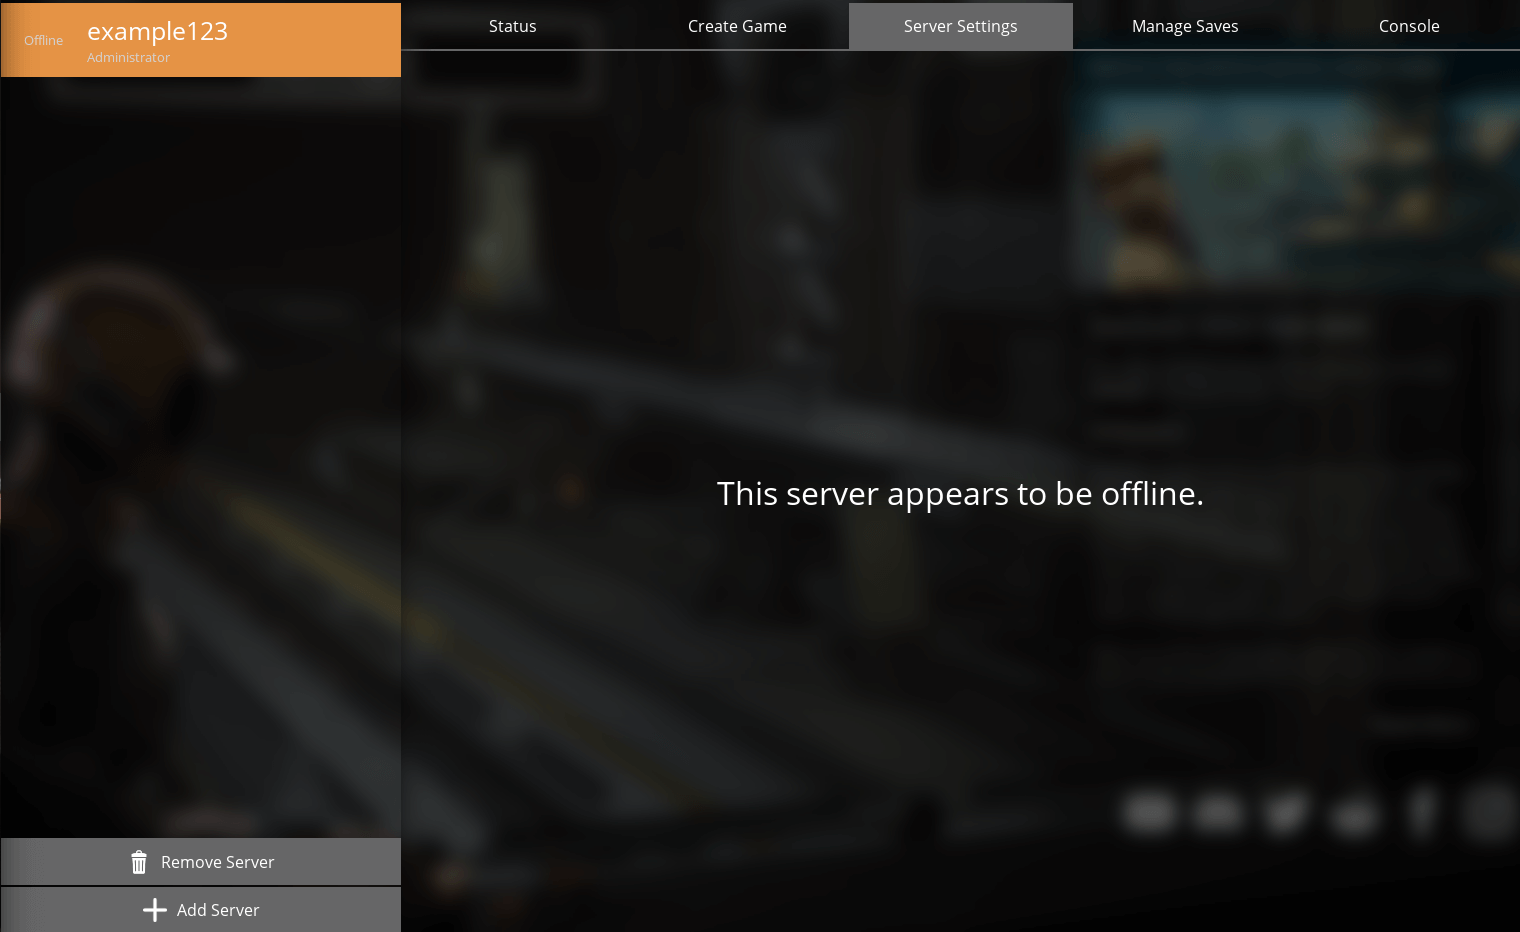 Offline
example123
Administrator
Status
Create Game
Server Settings
Manage Saves
Console
This server appears to be offline.
Remove Server
Add Server